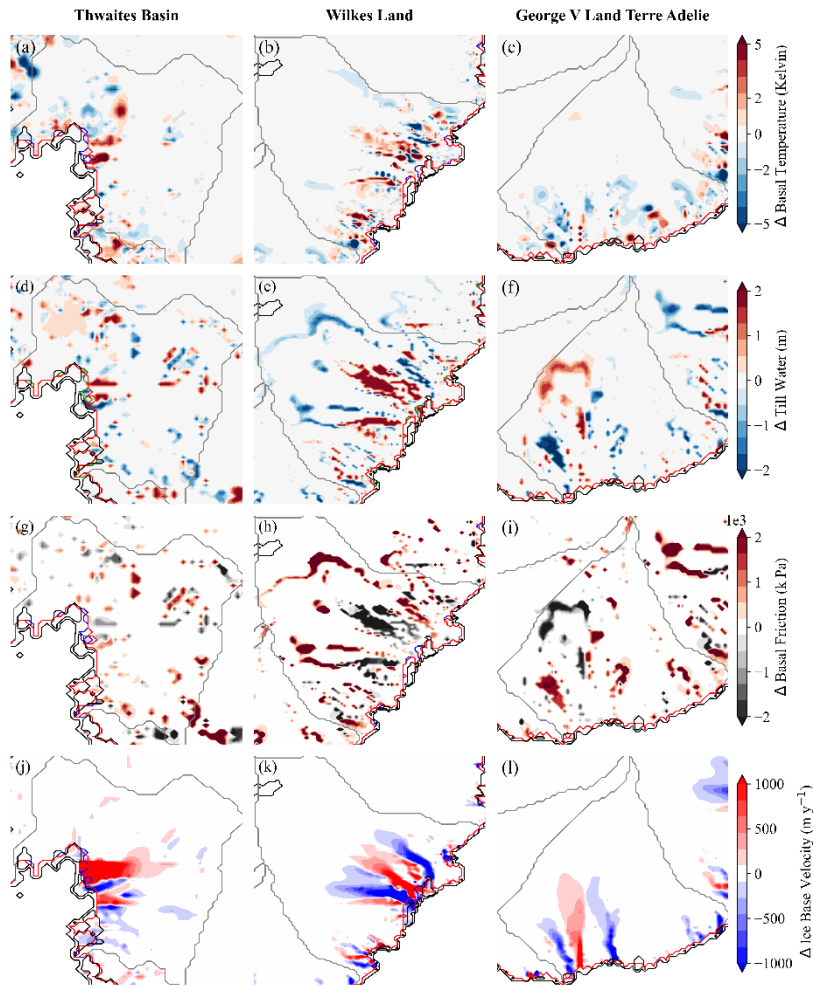 Thwaites Basin
Wilkes Land
George V Land Terre Adelie
(a)
(b)
(c)
5
2
0
−2
−5
Δ Basal Temperature (Kelvin)
(d)
(e)
(f)
2
1
0
−1
−2
Δ Till Water (m)
(g)
(h)
(i)
1e3
2
1
0
−1
−2
Δ Basal Friction (k Pa)
(j)
(k)
(l)
1000
500
0
−500
−1000
Δ Ice Base Velocity (m y⁻¹)